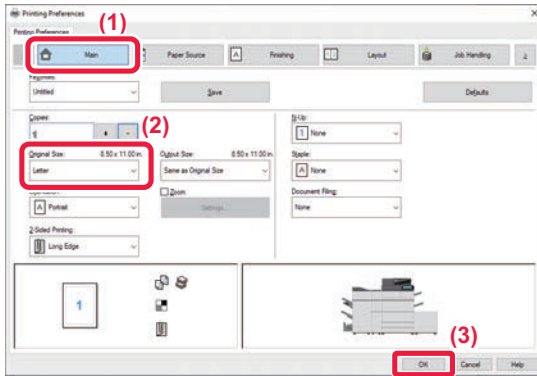 Printing Preferences
(1)
Printing Preferences
Main
Paper Source
Finishing
Layout
Job Handling
Favorites:
Untitled
Save
Defaults
Copies:
1
(2)
N-Up:
1 None
Original Size: 8.50 x 11.00 in.
Output Size: 8.50 x 11.00 in.
Staple:
Letter
Same as Original Size
None
Orientation:
Zoom
Document Filing:
A Portrait
Settings...
None
2-Sided Printing:
Long Edge
1
(3)
OK
Cancel
Help